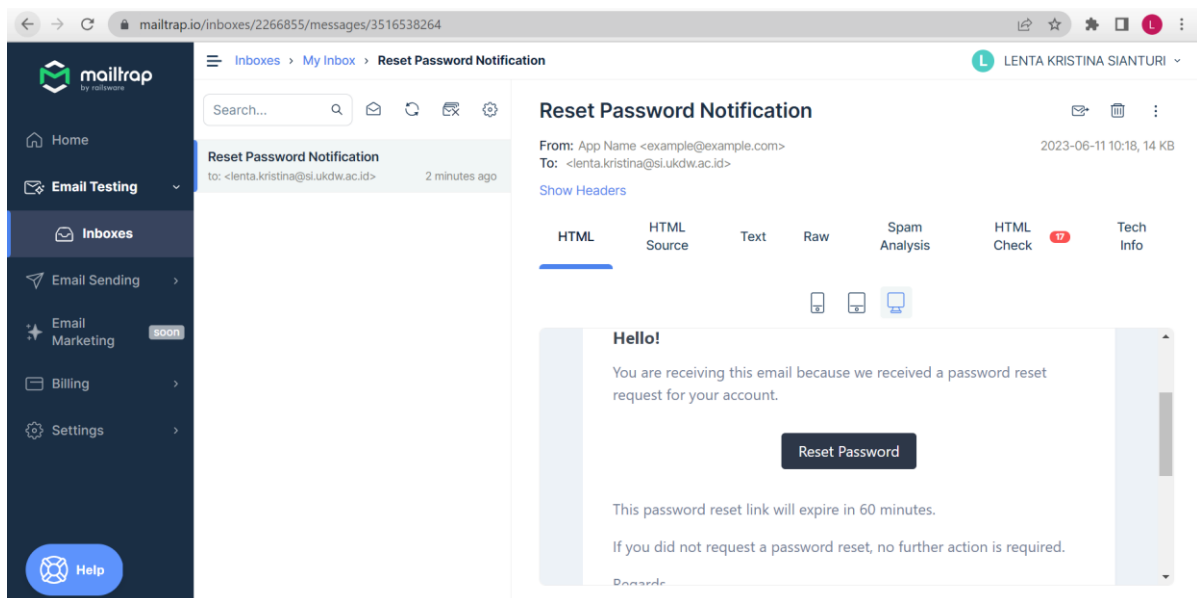 mailtrap.io/inboxes/2266855/messages/3516538264
L
mailtrap
by railsware
Home
Email Testing
Inboxes
Email Sending
Email
Marketing
soon
Billing
Settings
Help
Inboxes › My Inbox › Reset Password Notification
L LENTA KRISTINA SIANTURI
Search...
Reset Password Notification
to: <lenta.kristina@si.ukdw.ac.id> 2 minutes ago
Reset Password Notification
From: App Name <example@example.com> 2023-06-11 10:18, 14 KB
To: <lenta.kristina@si.ukdw.ac.id>
Show Headers
HTML
HTML
Source
Text
Raw
Spam
Analysis
HTML
Check
17
Tech
Info
Hello!
You are receiving this email because we received a password reset
request for your account.
Reset Password
This password reset link will expire in 60 minutes.
If you did not request a password reset, no further action is required.
Regards